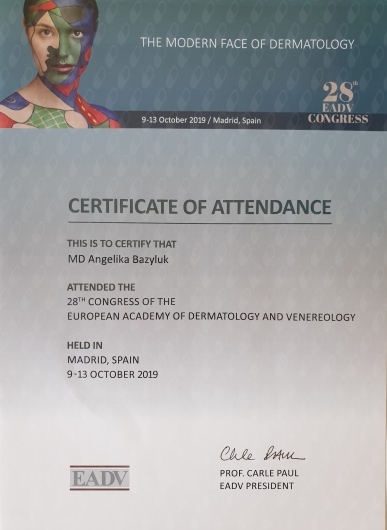 THE MODERN FACE OF DERMATOLOGY
28th
EADV
CONGRESS
9-13 October 2019 / Madrid, Spain
CERTIFICATE OF ATTENDANCE
THIS IS TO CERTIFY THAT
MD Angelika Bazyluk
ATTENDED THE
28TH CONGRESS OF THE
EUROPEAN ACADEMY OF DERMATOLOGY AND VENEREOLOGY
HELD IN
MADRID, SPAIN
9-13 OCTOBER 2019
EADV
PROF. CARLE PAUL
EADV PRESIDENT